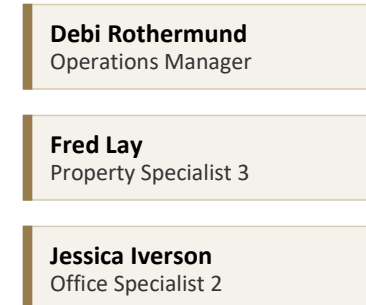 Debi Rothermund
Operations Manager
Fred Lay
Property Specialist 3
Jessica Iverson
Office Specialist 2